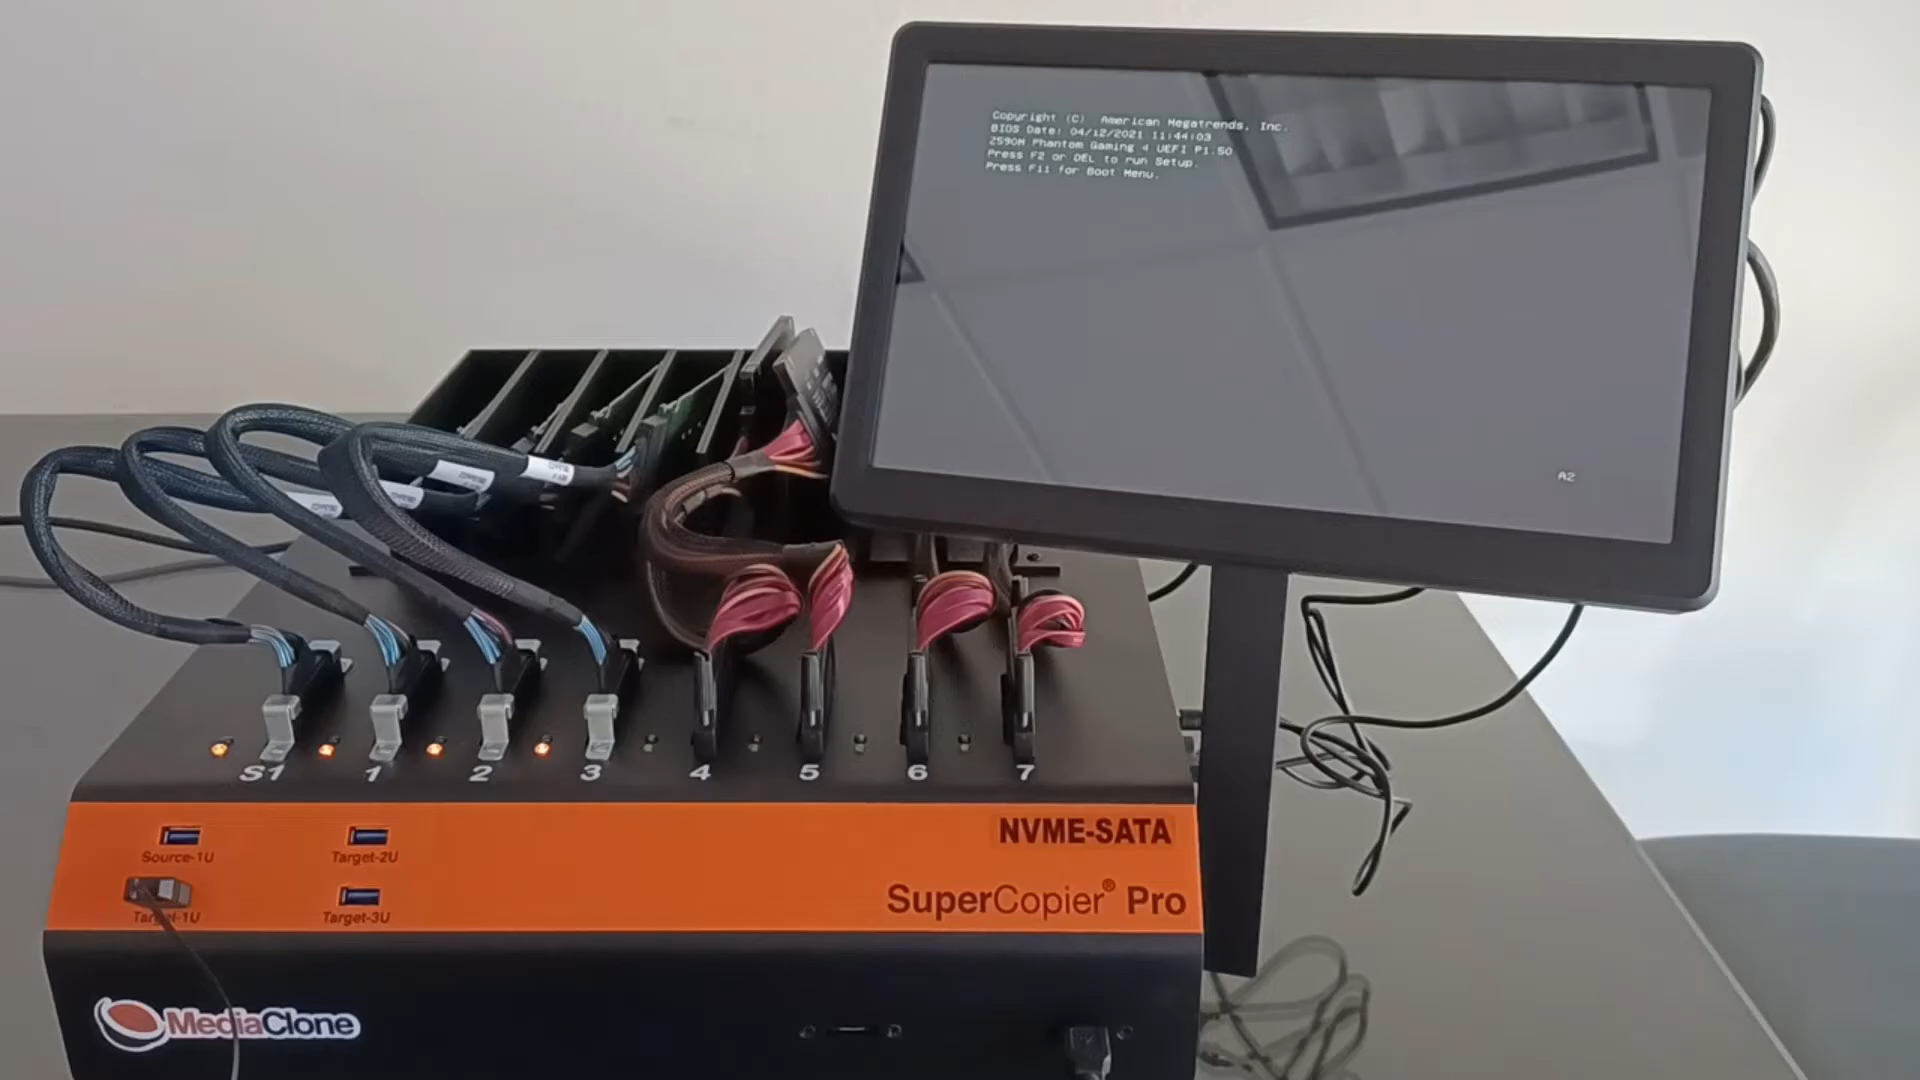 Copyright (C) American Megatrends, Inc.
BIOS Date: 04/12/2021 11:44:03
Z590M Phantom Gaming 4 UEFI P1.50
Press F2 or DEL to run Setup.
Press F11 for Boot Menu.
A2
S1 1 2 3 4 5 6 7
Source-1U Target-2U
Target-1U Target-3U
NVME-SATA
SuperCopier® Pro
MediaClone